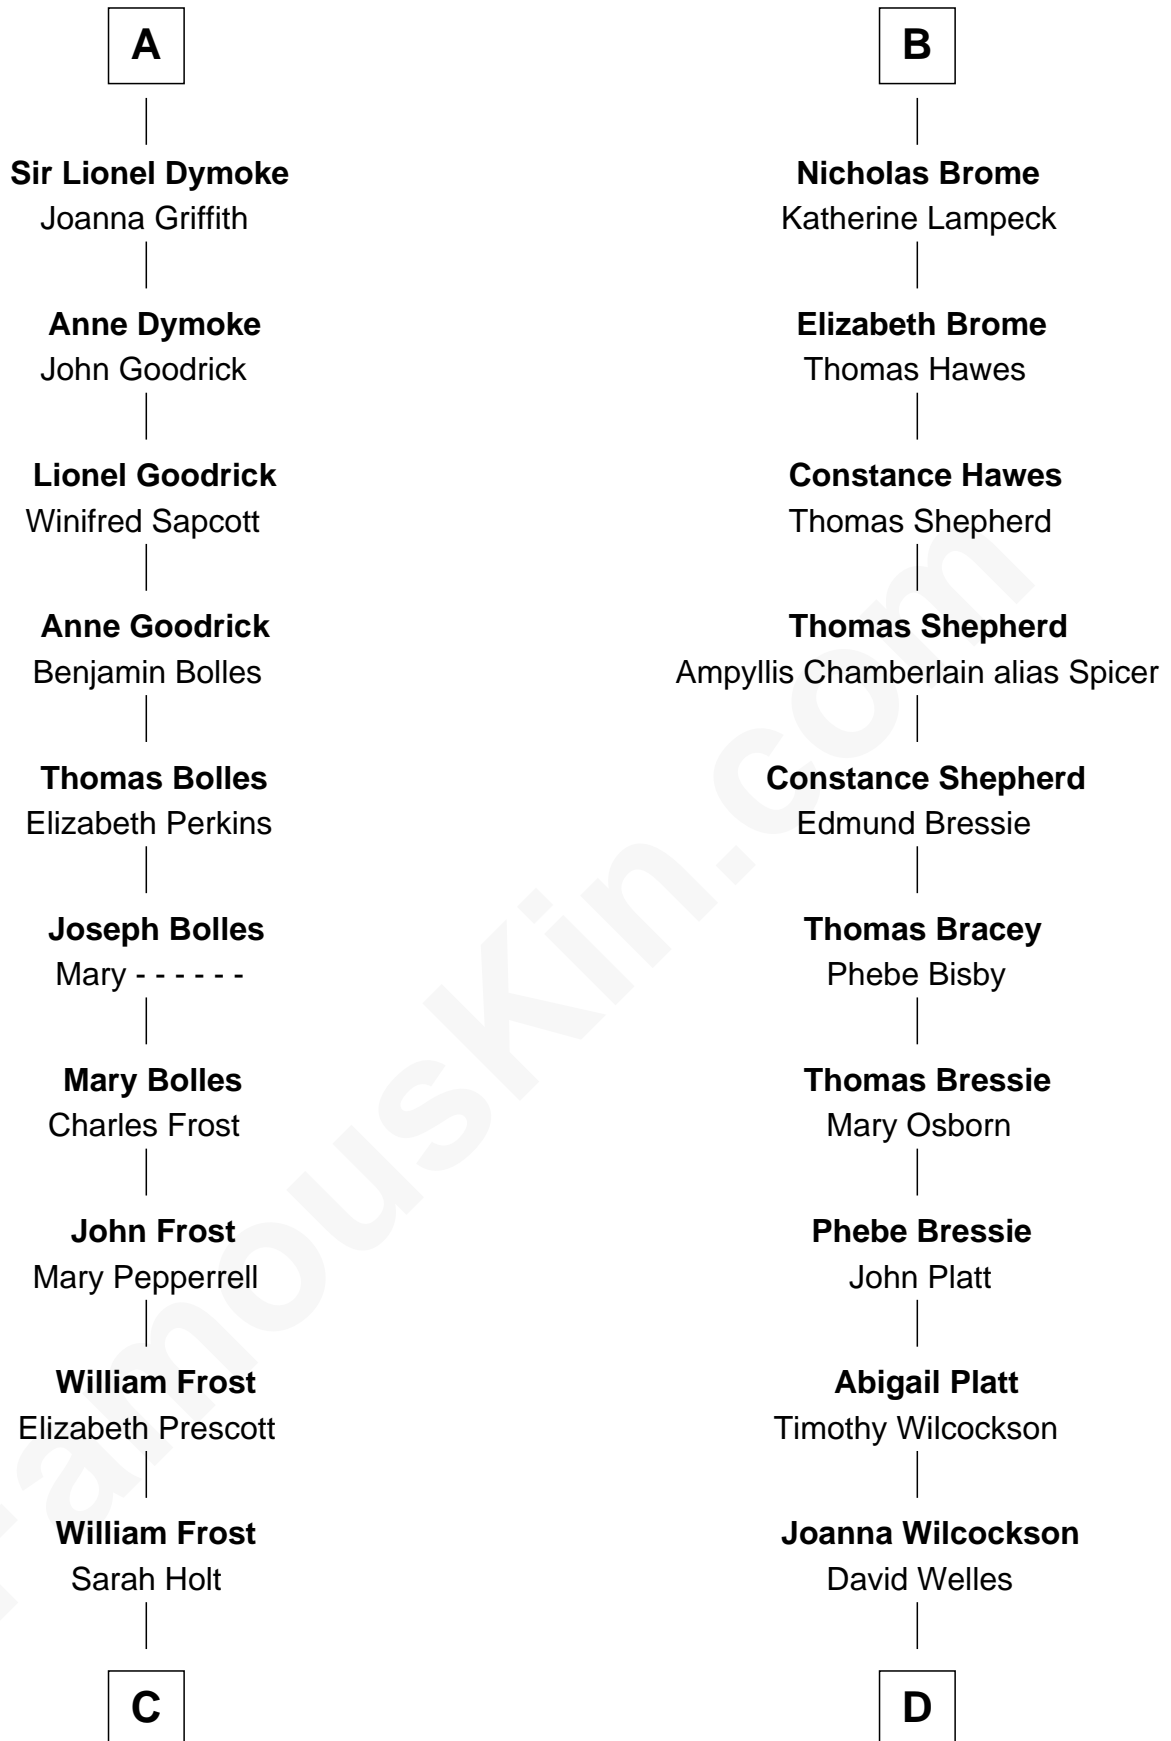 A
Sir Lionel Dymoke
Joanna Griffith
Anne Dymoke
John Goodrick
Lionel Goodrick
Winifred Sapcott
Anne Goodrick
Benjamin Bolles
Thomas Bolles
Elizabeth Perkins
Joseph Bolles
Mary - - - - - -
Mary Bolles
Charles Frost
John Frost
Mary Pepperrell
William Frost
Elizabeth Prescott
William Frost
Sarah Holt
C
B
Nicholas Brome
Katherine Lampeck
Elizabeth Brome
Thomas Hawes
Constance Hawes
Thomas Shepherd
Thomas Shepherd
Ampyllis Chamberlain alias Spicer
Constance Shepherd
Edmund Bressie
Thomas Bracey
Phebe Bisby
Thomas Bressie
Mary Osborn
Phebe Bressie
John Platt
Abigail Platt
Timothy Wilcockson
Joanna Wilcockson
David Welles
D
FamousKin.com